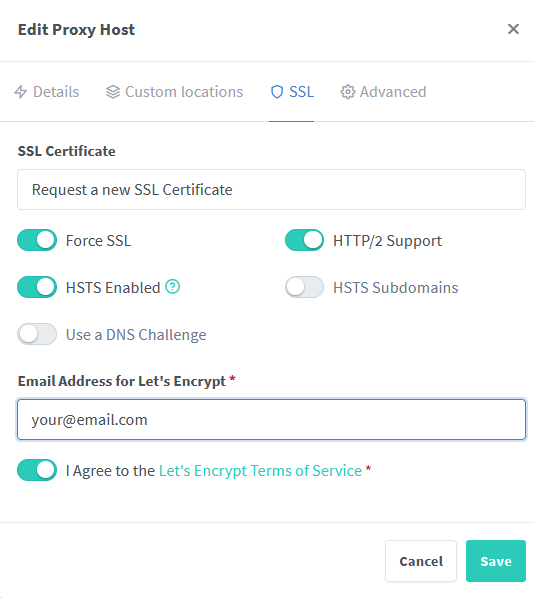 Edit Proxy Host
Details Custom locations SSL Advanced
SSL Certificate
Request a new SSL Certificate
Force SSL HTTP/2 Support
HSTS Enabled HSTS Subdomains
Use a DNS Challenge
Email Address for Let's Encrypt *
your@email.com
I Agree to the Let's Encrypt Terms of Service *
Cancel Save